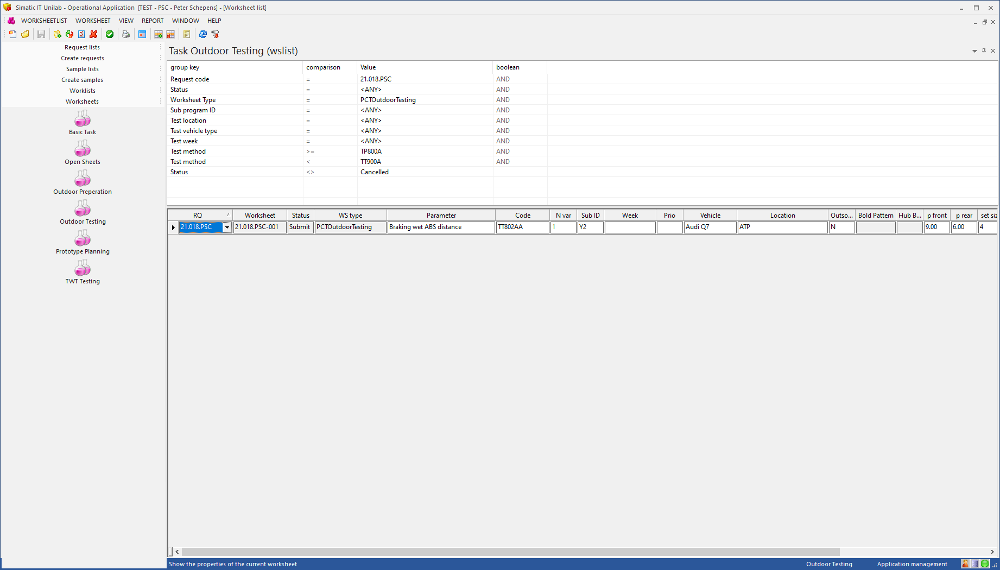 Simatic IT Unilab - Operational Application [TEST - PSC - Peter Schepens] - [Worksheet list]
WORKSHEETLIST WORKSHEET VIEW REPORT WINDOW HELP
Request lists
Create requests
Sample lists
Create samples
Worklists
Worksheets
Basic Task
Open Sheets
Outdoor Preperation
Outdoor Testing
Prototype Planning
TWT Testing
Task Outdoor Testing (wslist)
group key comparison Value boolean
Request code = 21.018.PSC AND
Status = <ANY> AND
Worksheet Type = PCTOutdoorTesting AND
Sub program ID = <ANY> AND
Test location = <ANY> AND
Test vehicle type = <ANY> AND
Test week = <ANY> AND
Test method >= TP800A AND
Test method < TT900A AND
Status <> Cancelled
RQ Worksheet Status WS type Parameter Code N var Sub ID Week Prio Vehicle Location Outso... Bold Pattern Hub B... p front p rear set siz
21.018.PSC 21.018.PSC-001 Submit PCTOutdoorTesting Braking wet ABS distance TT802AA 1 Y2 Audi Q7 ATP N 9.00 6.00 4
Show the properties of the current worksheet Outdoor Testing Application management